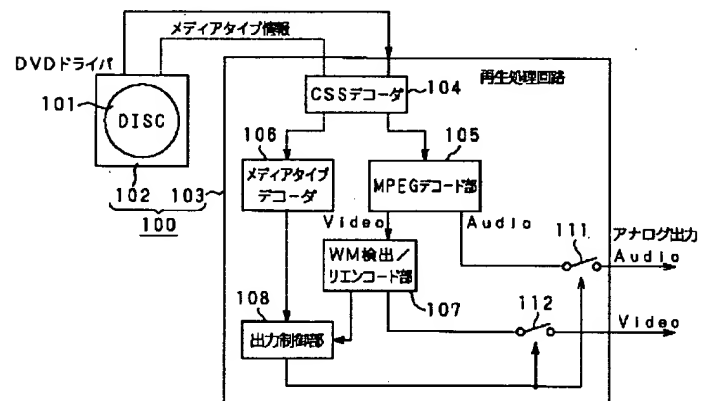 メディアタイプ情報
DVDドライバ
再生処理回路
101
DISC
CSSデコーダ
104
106
105
メディアタイプ
デコーダ
MPEGデコード部
102
103
100
Video
Audio
111
アナログ出力
Audio
WM検出/
リエンコード部
107
112
Video
108
出力制御部